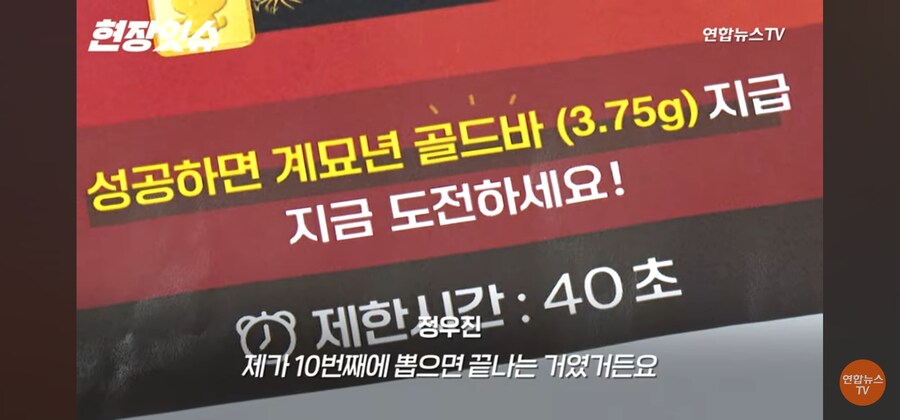 현장잇슈
연합뉴스TV
성공하면 계묘년 골드바 (3.75g) 지급
지금 도전하세요!
제한시간 : 40초
정우진
제가 10번째에 뽑으면 끝나는 거였거든요
연합뉴스
TV